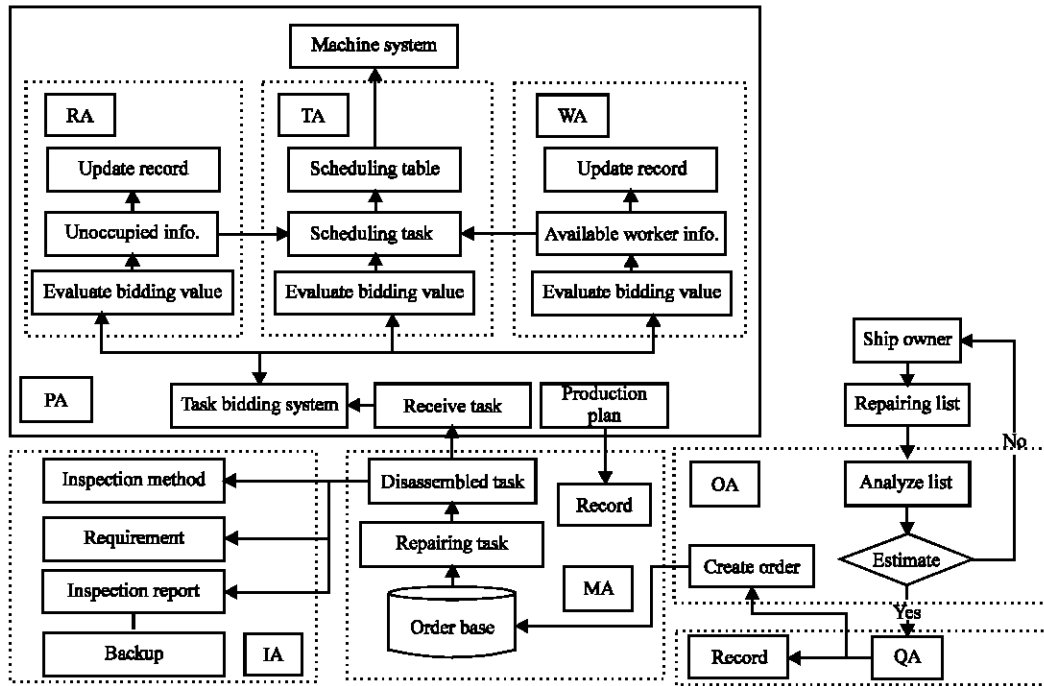 Machine system
RA
TA
WA
Update record
Scheduling table
Update record
Unoccupied info.
Scheduling task
Available worker info.
Evaluate bidding value
Evaluate bidding value
Evaluate bidding value
Ship owner
PA
Task bidding system
Receive task
Production
plan
Repairing list
No
Inspection method
Disassembled task
Record
OA
Analyze list
Requirement
Repairing task
Create order
Estimate
Inspection report
Order base
MA
Yes
Backup
IA
Record
QA